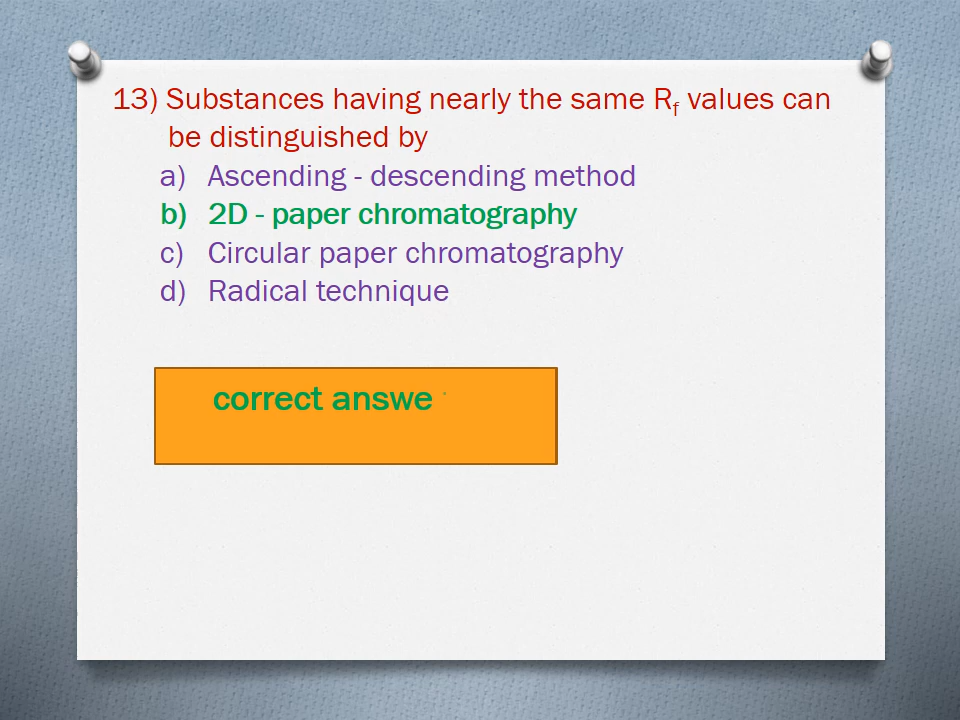 13) Substances having nearly the same Rf values can
be distinguished by
a) Ascending - descending method
b) 2D - paper chromatography
c) Circular paper chromatography
d) Radical technique
correct answe